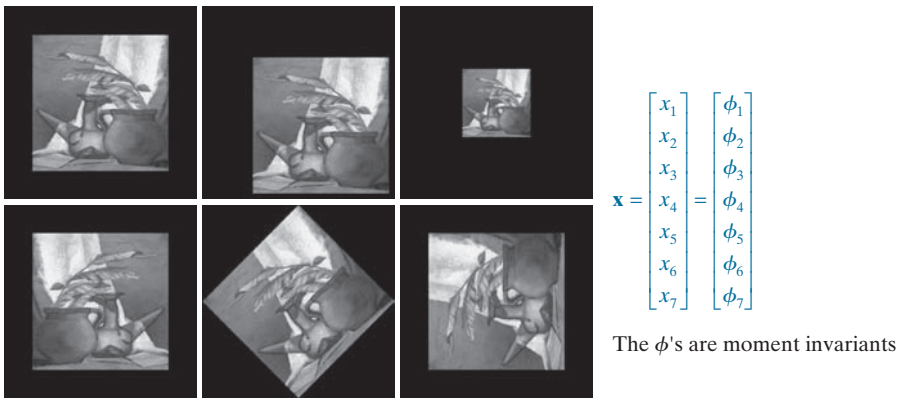 x = [x₁ x₂ x₃ x₄ x₅ x₆ x₇] = [ϕ₁ ϕ₂ ϕ₃ ϕ₄ ϕ₅ ϕ₆ ϕ₇]
The ϕ's are moment invariants